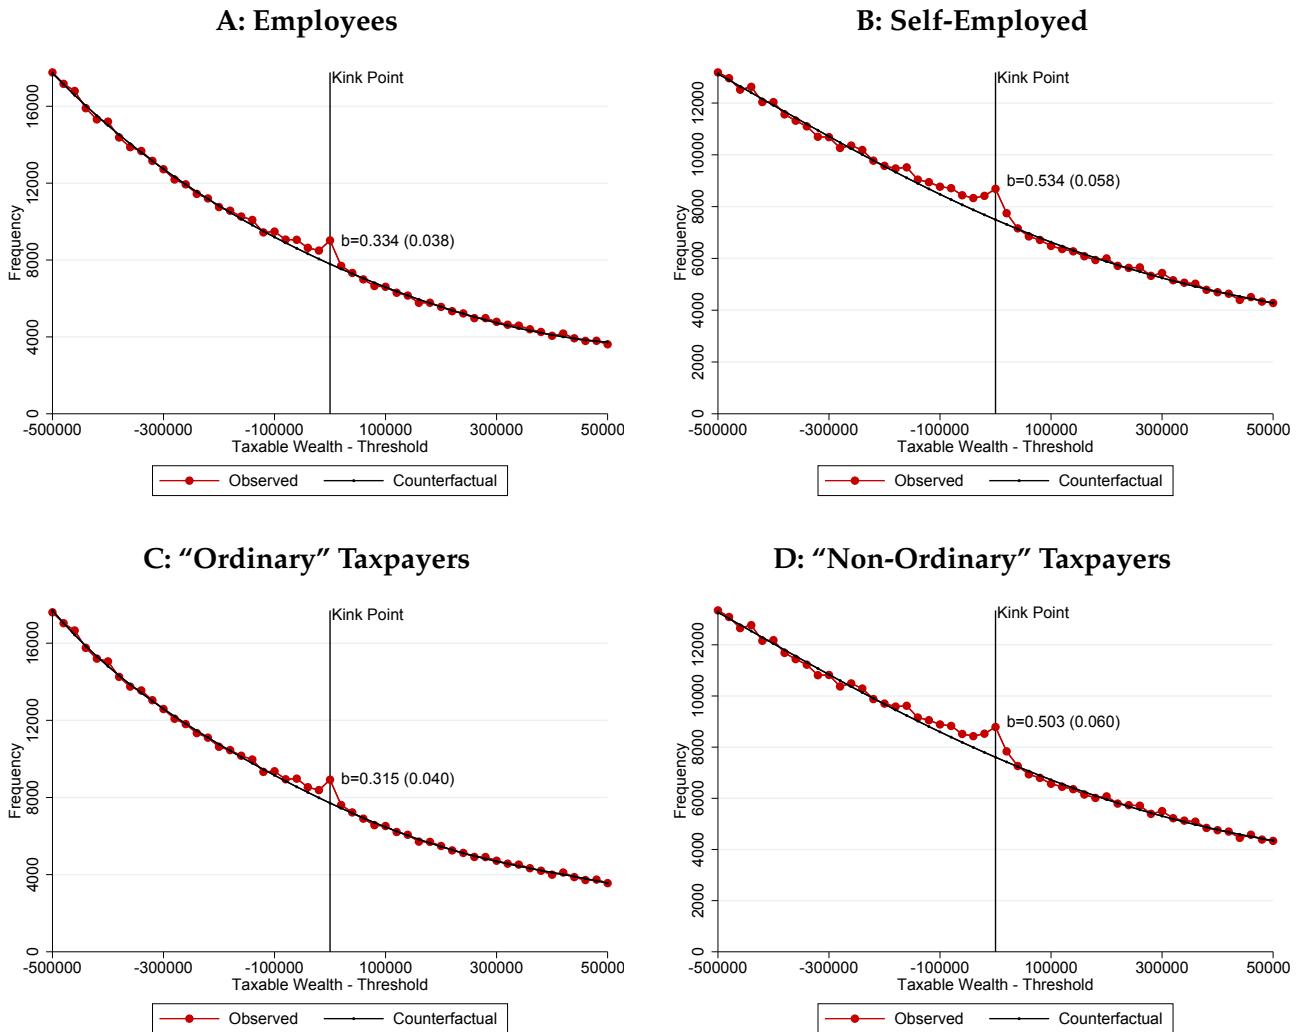 A: Employees
Kink Point
b=0.334 (0.038)
Frequency
0 4000 8000 12000 16000
-500000 -300000 -100000 100000 300000 50000
Taxable Wealth - Threshold
Observed Counterfactual
B: Self-Employed
Kink Point
b=0.534 (0.058)
Frequency
0 2000 4000 6000 8000 10000 12000
-500000 -300000 -100000 100000 300000 50000
Taxable Wealth - Threshold
Observed Counterfactual
C: “Ordinary” Taxpayers
Kink Point
b=0.315 (0.040)
Frequency
0 4000 8000 12000 16000
-500000 -300000 -100000 100000 300000 50000
Taxable Wealth - Threshold
Observed Counterfactual
D: “Non-Ordinary” Taxpayers
Kink Point
b=0.503 (0.060)
Frequency
0 2000 4000 6000 8000 10000 12000
-500000 -300000 -100000 100000 300000 50000
Taxable Wealth - Threshold
Observed Counterfactual